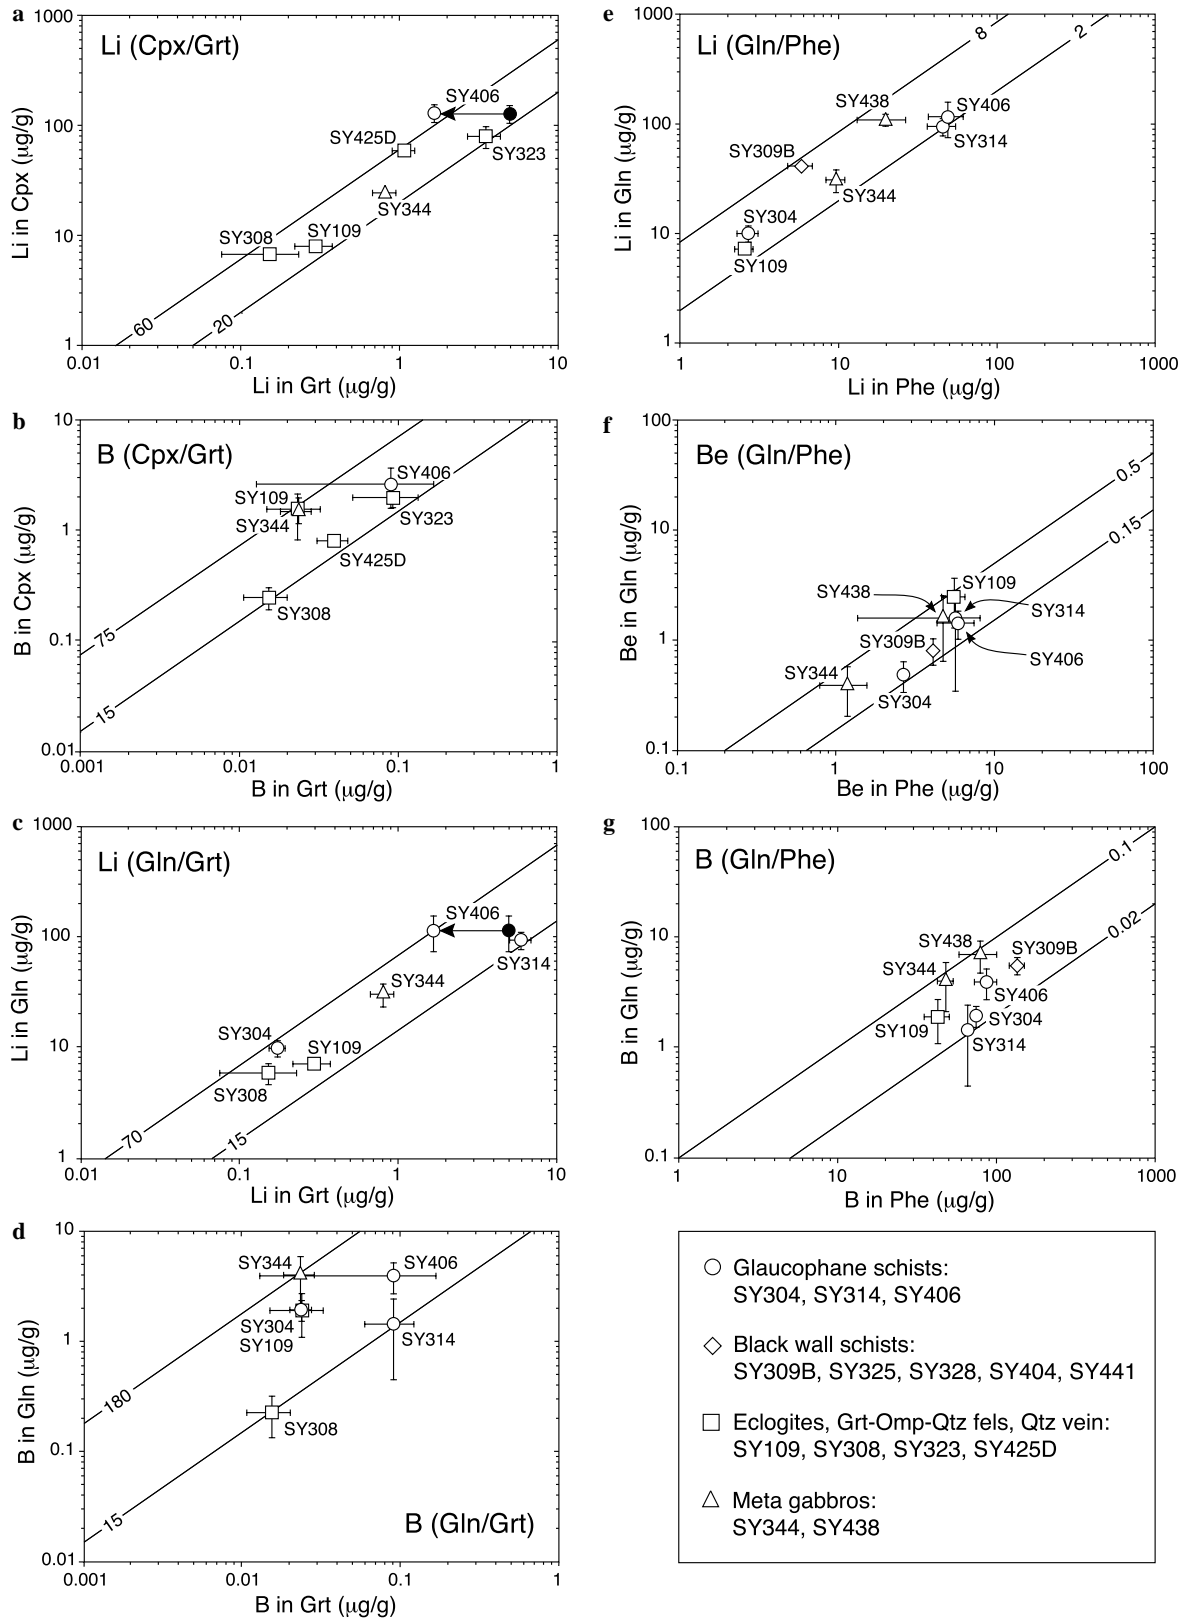 a
Li (Cpx/Grt)
Li in Cpx (µg/g)
1000
100
10
1
SY406
SY425D
SY323
SY344
SY308
SY109
60
20
0.01
0.1
1
10
Li in Grt (µg/g)
b
B (Cpx/Grt)
B in Cpx (µg/g)
10
1
0.1
0.01
SY406
SY109
SY344
SY323
SY425D
SY308
75
15
0.001
0.01
0.1
1
B in Grt (µg/g)
c
Li (Gln/Grt)
Li in Gln (µg/g)
1000
100
10
1
SY406
SY314
SY344
SY304
SY109
SY308
70
15
0.01
0.1
1
10
Li in Grt (µg/g)
d
B (Gln/Grt)
B in Gln (µg/g)
10
1
0.1
0.01
SY344
SY406
SY304
SY109
SY314
SY308
180
15
0.001
0.01
0.1
1
B in Grt (µg/g)
e
Li (Gln/Phe)
Li in Gln (µg/g)
1000
100
10
1
8
2
SY438
SY406
SY314
SY309B
SY344
SY304
SY109
1
10
100
1000
Li in Phe (µg/g)
f
Be (Gln/Phe)
Be in Gln (µg/g)
100
10
1
0.1
0.5
0.15
SY109
SY438
SY314
SY309B
SY406
SY344
SY304
0.1
1
10
100
Be in Phe (µg/g)
g
B (Gln/Phe)
B in Gln (µg/g)
100
10
1
0.1
0.1
0.02
SY438
SY309B
SY344
SY406
SY109
SY304
SY314
1
10
100
1000
B in Phe (µg/g)
Glaucophane schists:
SY304, SY314, SY406
Black wall schists:
SY309B, SY325, SY328, SY404, SY441
Eclogites, Grt-Omp-Qtz fels, Qtz vein:
SY109, SY308, SY323, SY425D
Meta gabbros:
SY344, SY438